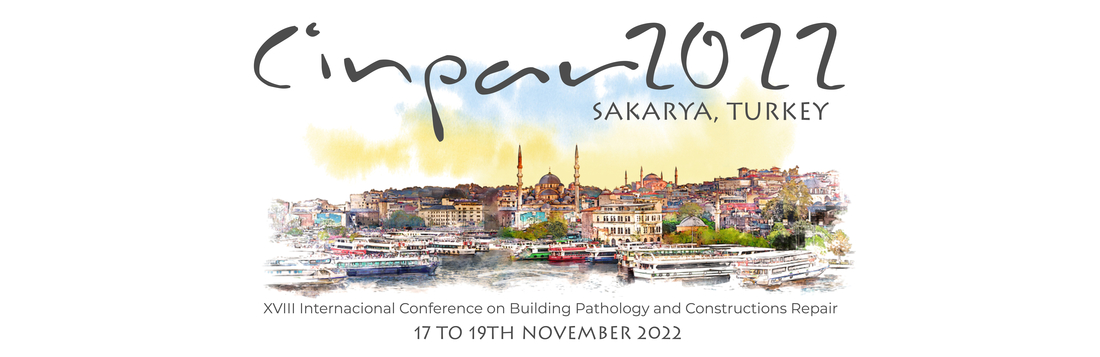 Cinpar2022
SAKARYA, TURKEY
XVIII Internacional Conference on Building Pathology and Constructions Repair
17 TO 19TH NOVEMBER 2022